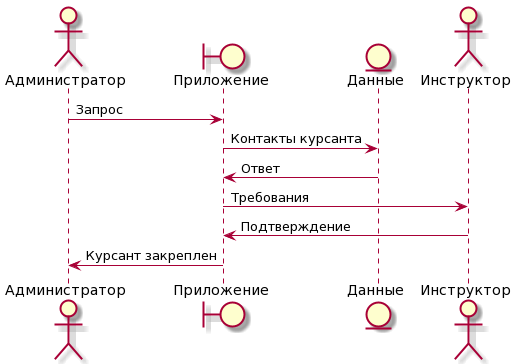 Администратор Приложение Данные Инструктор
Запрос
Контакты курсанта
Ответ
Требования
Подтверждение
Курсант закреплен
Администратор Приложение Данные Инструктор